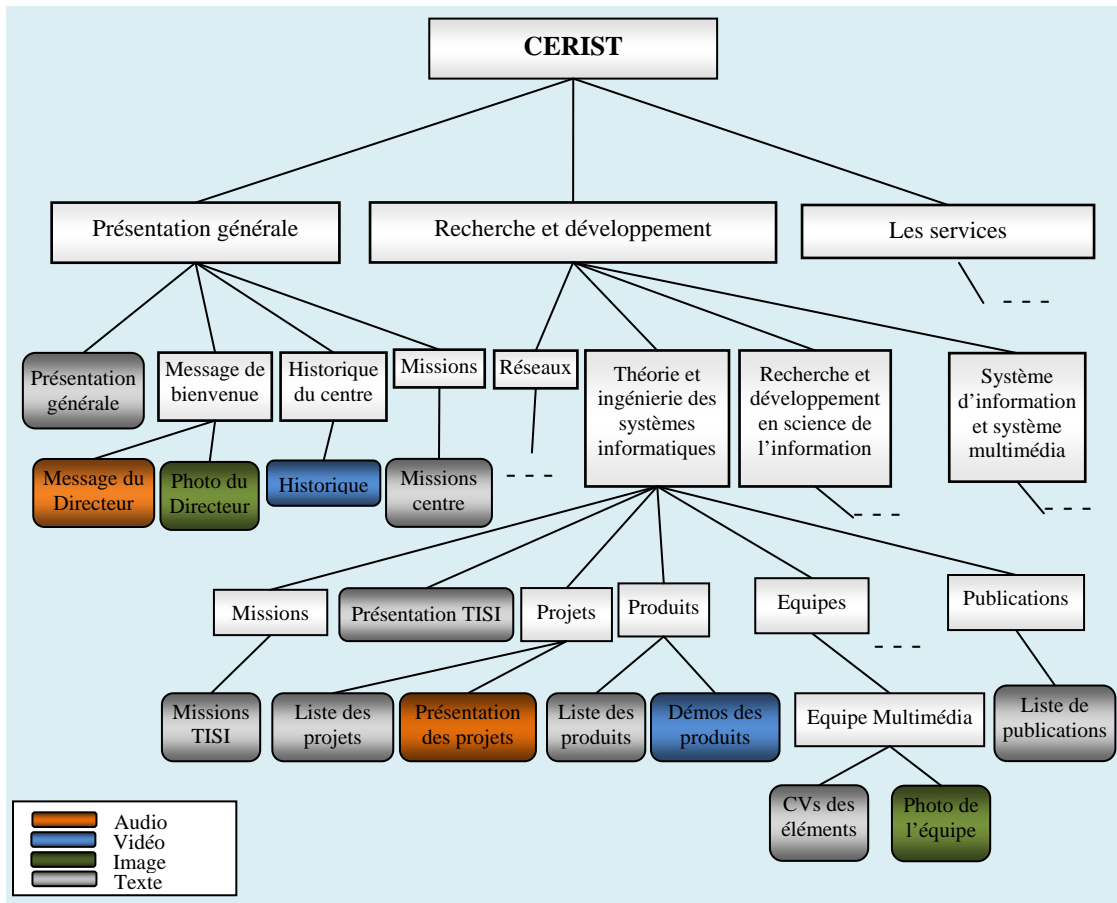 CERIST
Présentation générale
Recherche et développement
Les services
- - -
Présentation
générale
Message de
bienvenue
Historique
du centre
Missions
Réseaux
Théorie et
ingénierie des
systèmes
informatiques
Recherche et
développement
en science de
l'information
Système
d'information
et système
multimédia
Message du
Directeur
Photo du
Directeur
Historique
Missions
centre
- - - -
- - - -
- - - -
Missions
Présentation TISI
Projets
Produits
Equipes
Publications
- - - -
Missions
TISI
Liste des
projets
Présentation
des projets
Liste des
produits
Démos des
produits
Equipe Multimédia
Liste de
publications
CVs des
éléments
Photo de
l'équipe
Audio
Vidéo
Image
Texte